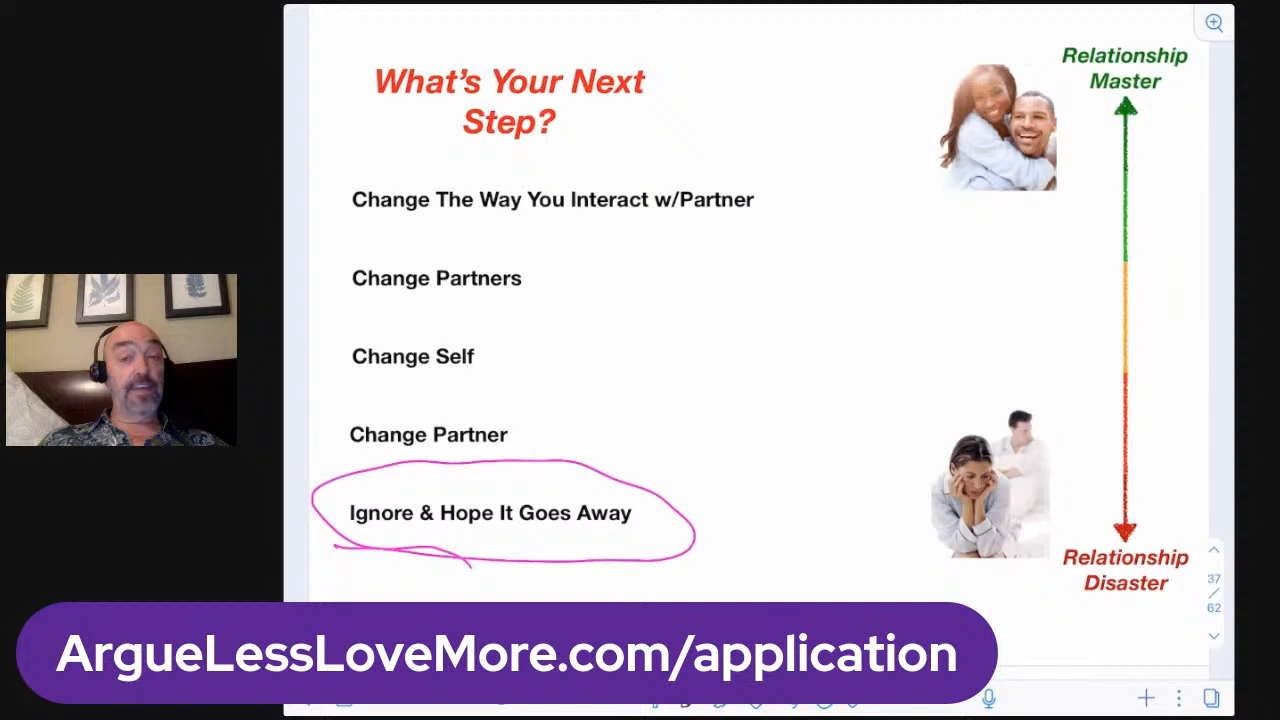 What's Your Next
Step?
Relationship
Master
Change The Way You Interact w/Partner
Change Partners
Change Self
Change Partner
Ignore & Hope It Goes Away
Relationship
Disaster
37
/
62
ArgueLessLoveMore.com/application